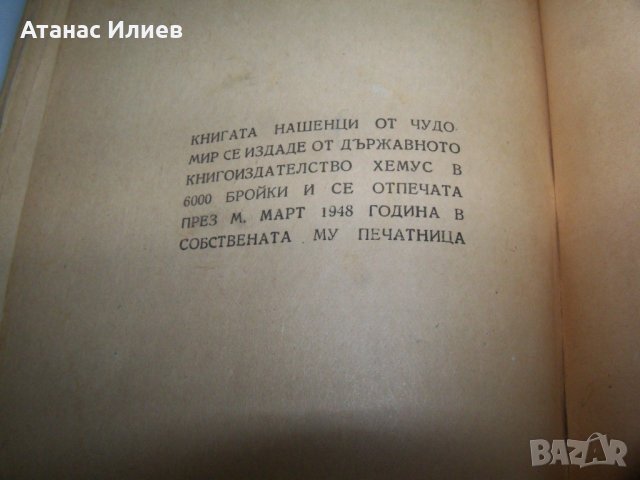 Атанас Илиев
КНИГАТА НАШЕНЦИ ОТ ЧУДО-
МИР СЕ ИЗДАДЕ ОТ ДЪРЖАВНОТО
КНИГОИЗДАТЕЛСТВО ХЕМУС В
6000 БРОЙКИ И СЕ ОТПЕЧАТА
ПРЕЗ М. МАРТ 1948 ГОДИНА В
СОБСТВЕНАТА МУ ПЕЧАТНИЦА
BAZAR